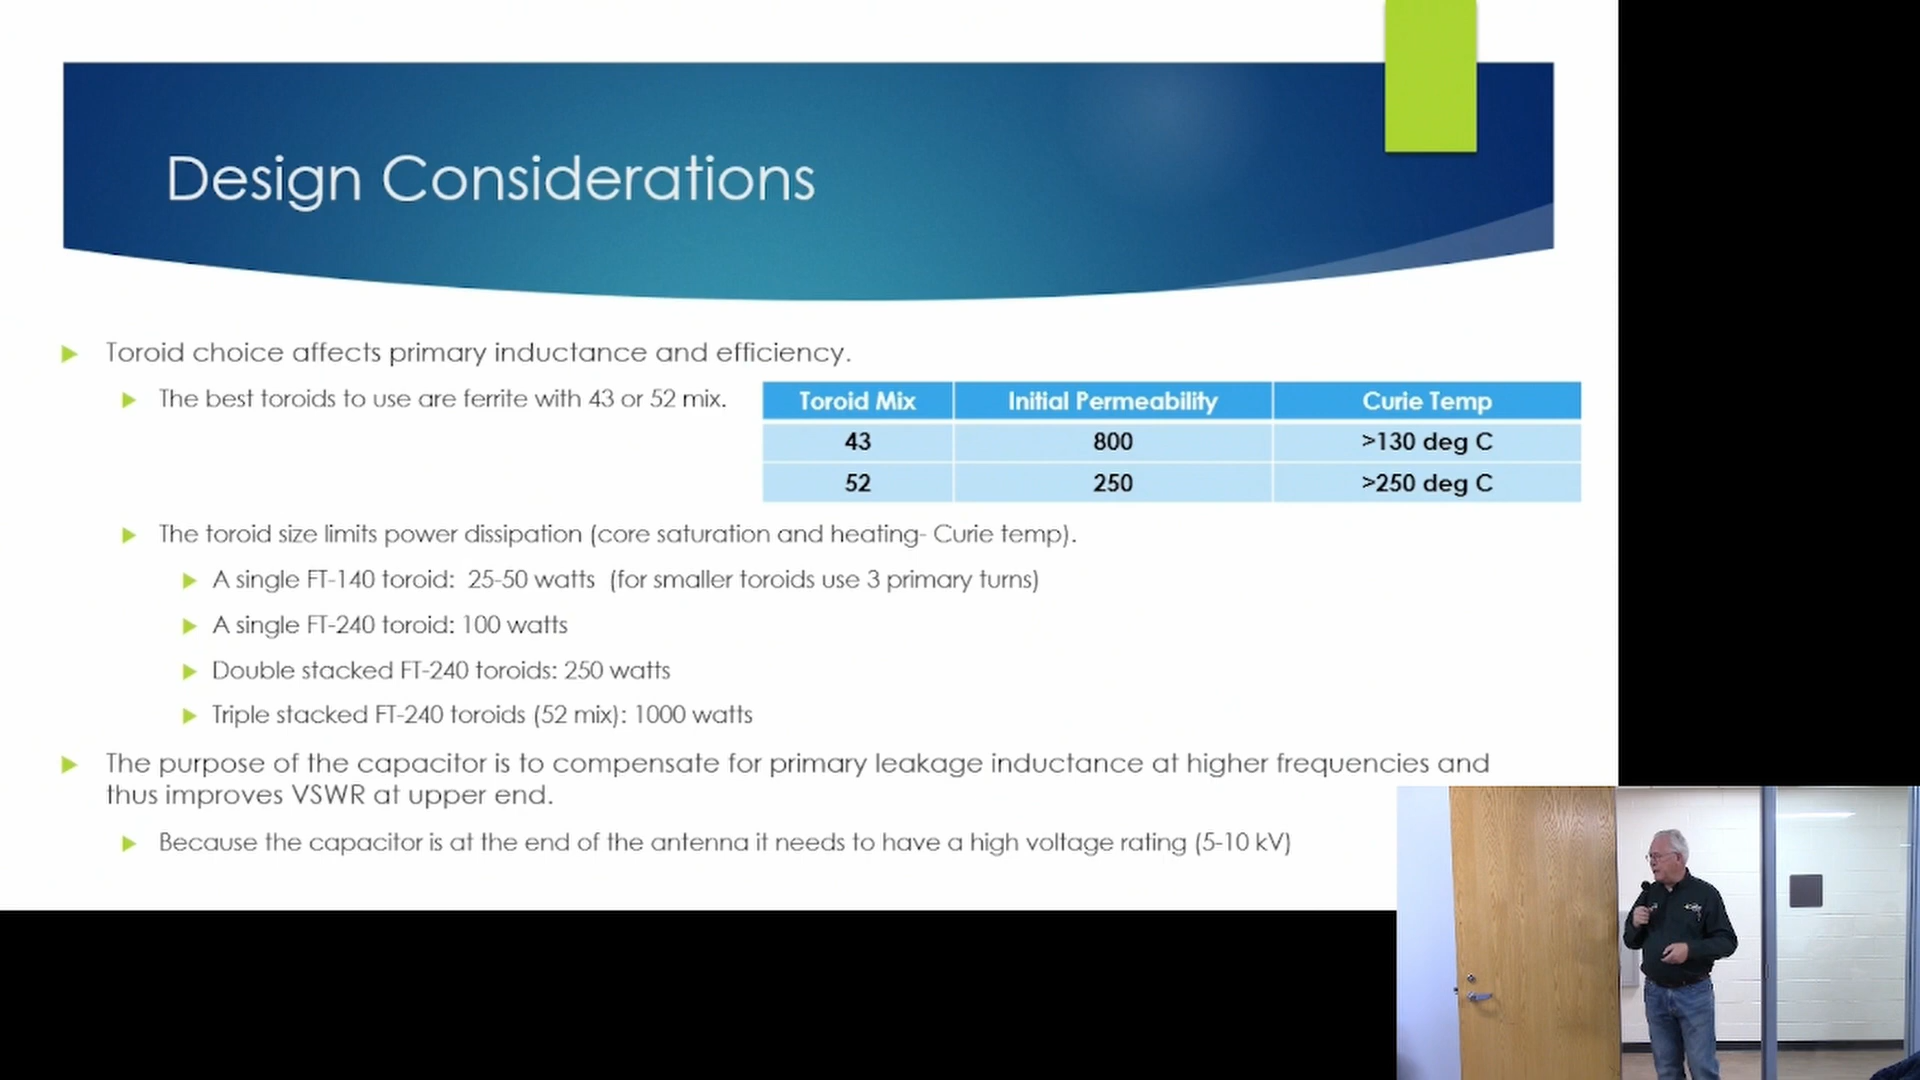 Design Considerations
Toroid choice affects primary inductance and efficiency.
The best toroids to use are ferrite with 43 or 52 mix.
Toroid Mix Initial Permeability Curie Temp
43 800 >130 deg C
52 250 >250 deg C
The toroid size limits power dissipation (core saturation and heating- Curie temp).
A single FT-140 toroid: 25-50 watts (for smaller toroids use 3 primary turns)
A single FT-240 toroid: 100 watts
Double stacked FT-240 toroids: 250 watts
Triple stacked FT-240 toroids (52 mix): 1000 watts
The purpose of the capacitor is to compensate for primary leakage inductance at higher frequencies and
thus improves VSWR at upper end.
Because the capacitor is at the end of the antenna it needs to have a high voltage rating (5-10 kV)